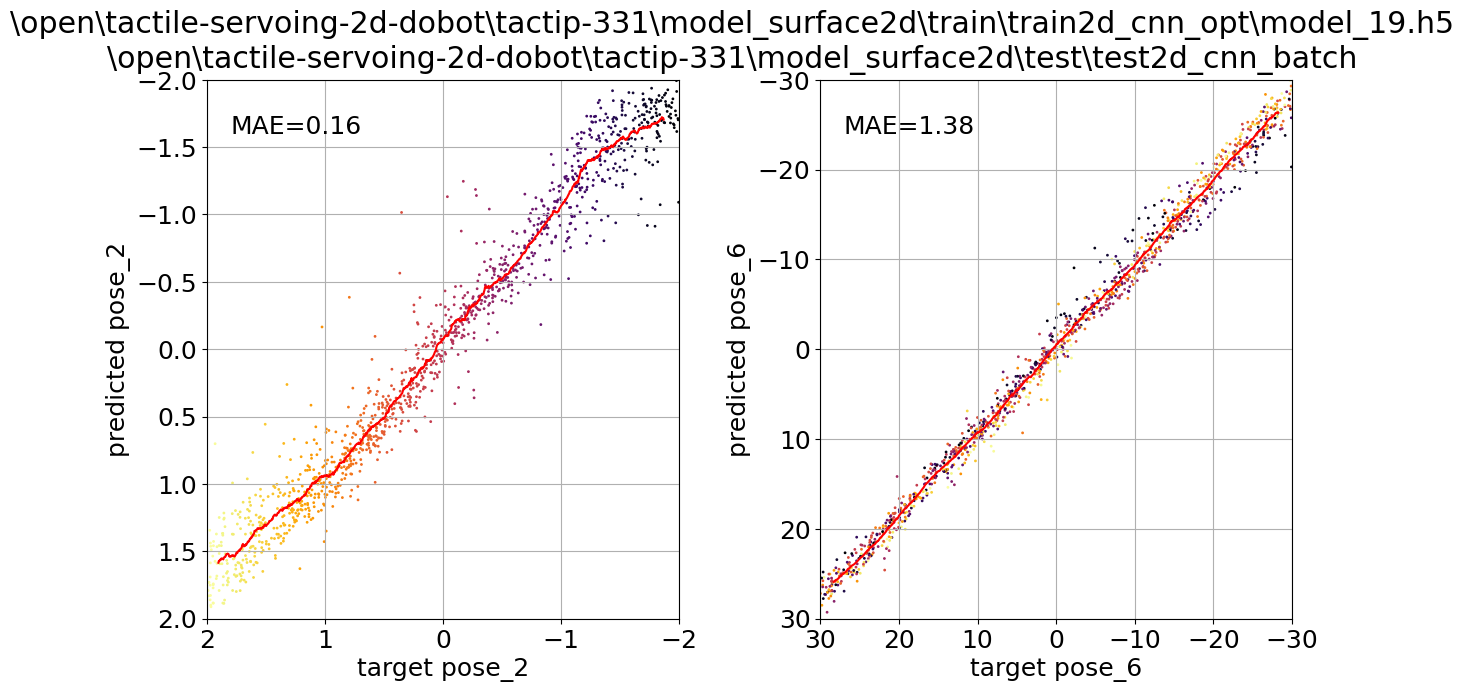 \open\tactile-servoing-2d-dobot\tactip-331\model_surface2d\train\train2d_cnn_opt\model_19.h5
\open\tactile-servoing-2d-dobot\tactip-331\model_surface2d\test\test2d_cnn_batch
MAE=0.16
predicted pose_2
−2.0
−1.5
−1.0
−0.5
0.0
0.5
1.0
1.5
2.0
2 1 0 −1 −2
target pose_2
MAE=1.38
predicted pose_6
−30
−20
−10
0
10
20
30
30 20 10 0 −10 −20 −30
target pose_6